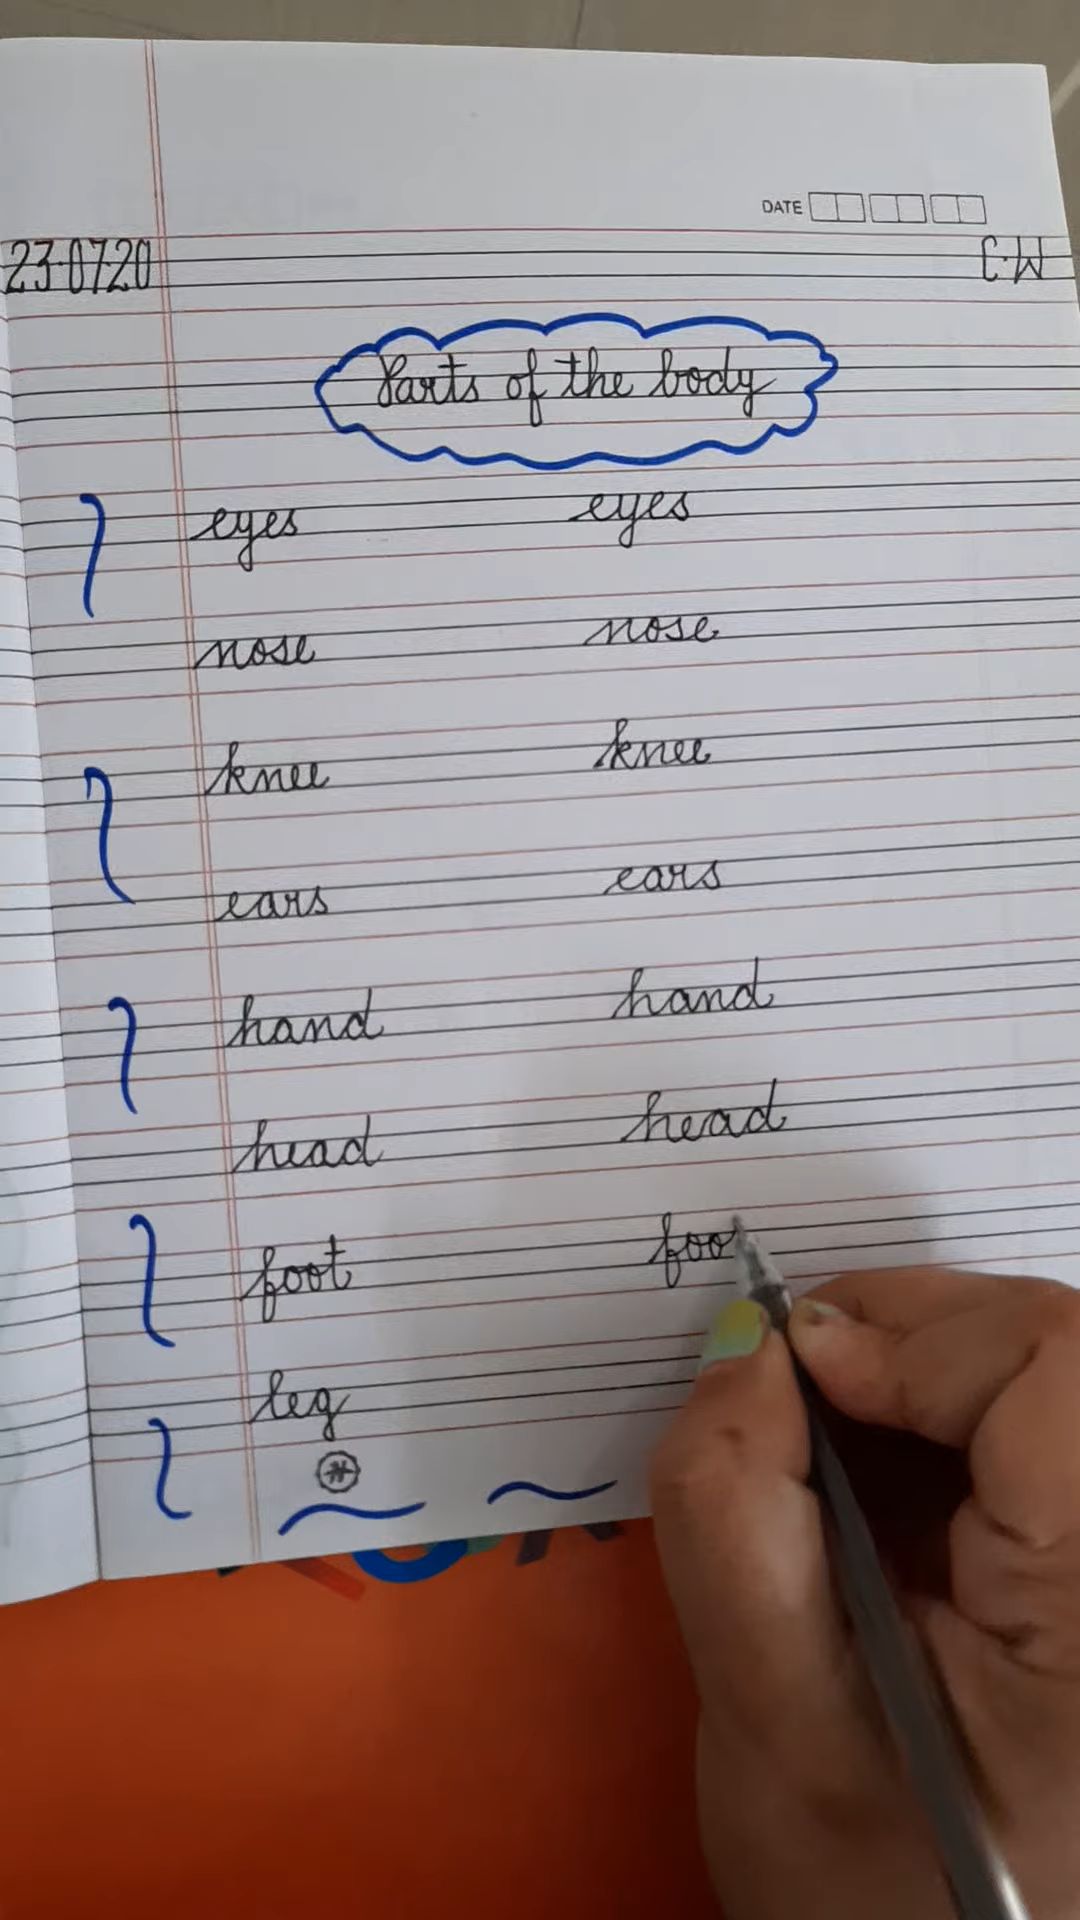 DATE
23.07.20 C.W
Parts of the body
eyes eyes
nose nose
knee knee
ears ears
hand hand
head head
foot foo
leg